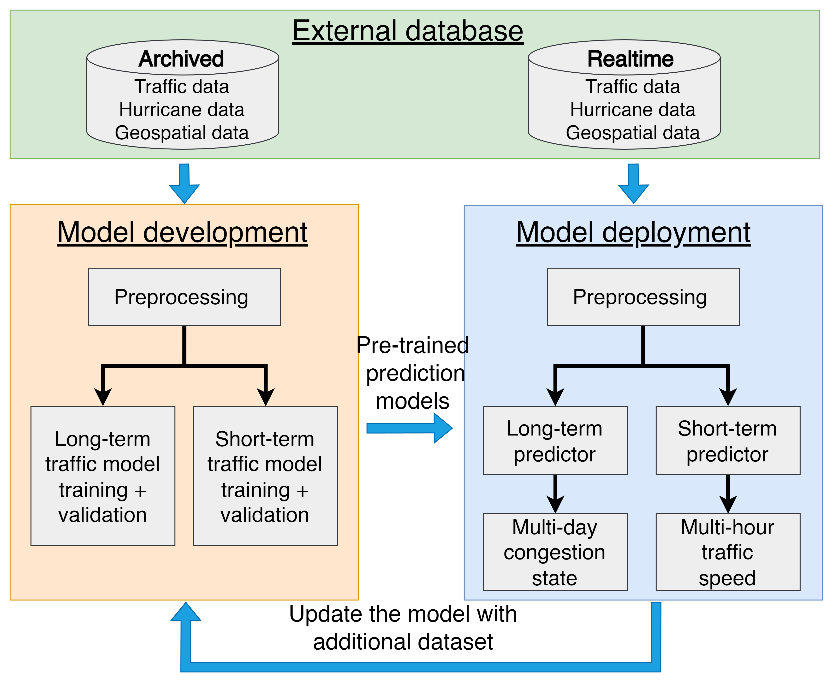 External database
Archived
Traffic data
Hurricane data
Geospatial data
Realtime
Traffic data
Hurricane data
Geospatial data
Model development
Preprocessing
Long-term
traffic model
training +
validation
Short-term
traffic model
training +
validation
Pre-trained
prediction
models
Model deployment
Preprocessing
Long-term
predictor
Short-term
predictor
Multi-day
congestion
state
Multi-hour
traffic
speed
Update the model with
additional dataset